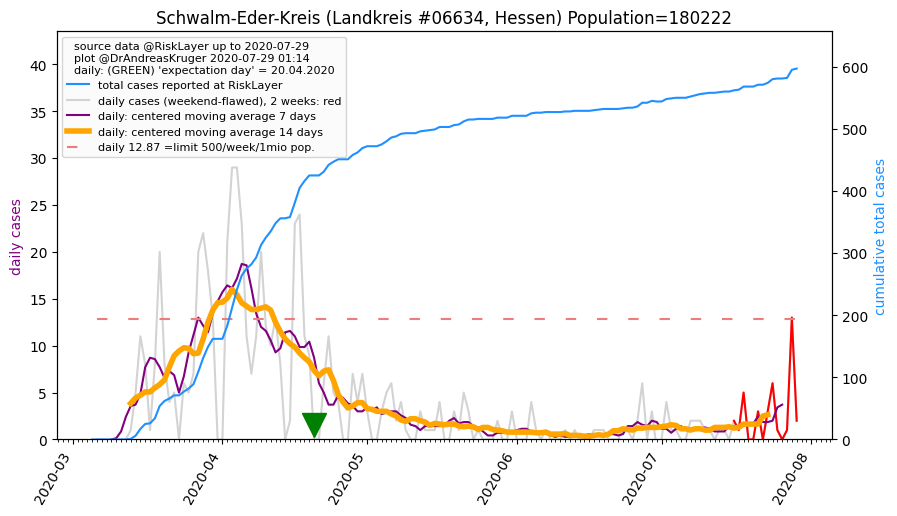 Schwalm-Eder-Kreis (Landkreis #06634, Hessen) Population=180222
source data @RiskLayer up to 2020-07-29
plot @DrAndreasKruger 2020-07-29 01:14
daily: (GREEN) 'expectation day' = 20.04.2020
total cases reported at RiskLayer
daily cases (weekend-flawed), 2 weeks: red
daily: centered moving average 7 days
daily: centered moving average 14 days
daily 12.87 =limit 500/week/1mio pop.
daily cases
40
35
30
25
20
15
10
5
0
cumulative total cases
600
500
400
300
200
100
0
2020-03
2020-04
2020-05
2020-06
2020-07
2020-08